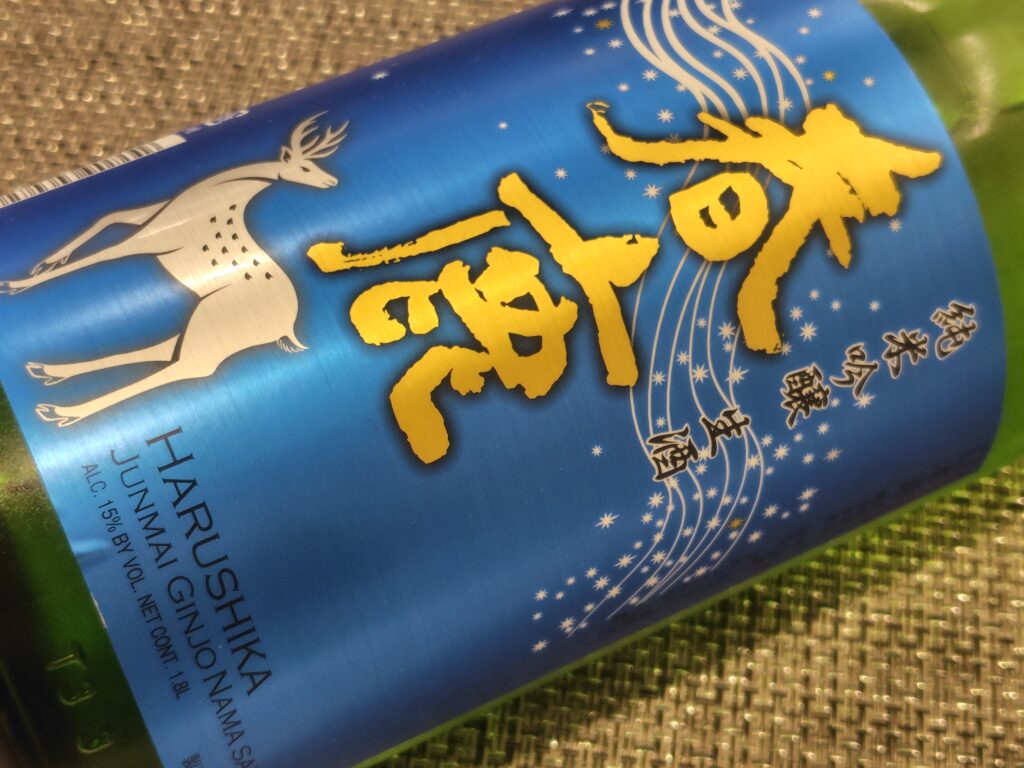 純米吟醸
生酒
春鹿
HARUSHIKA
JUNMAI GINJO NAMA
ALC. 15% BY VOL. NET CONT. 1.8L